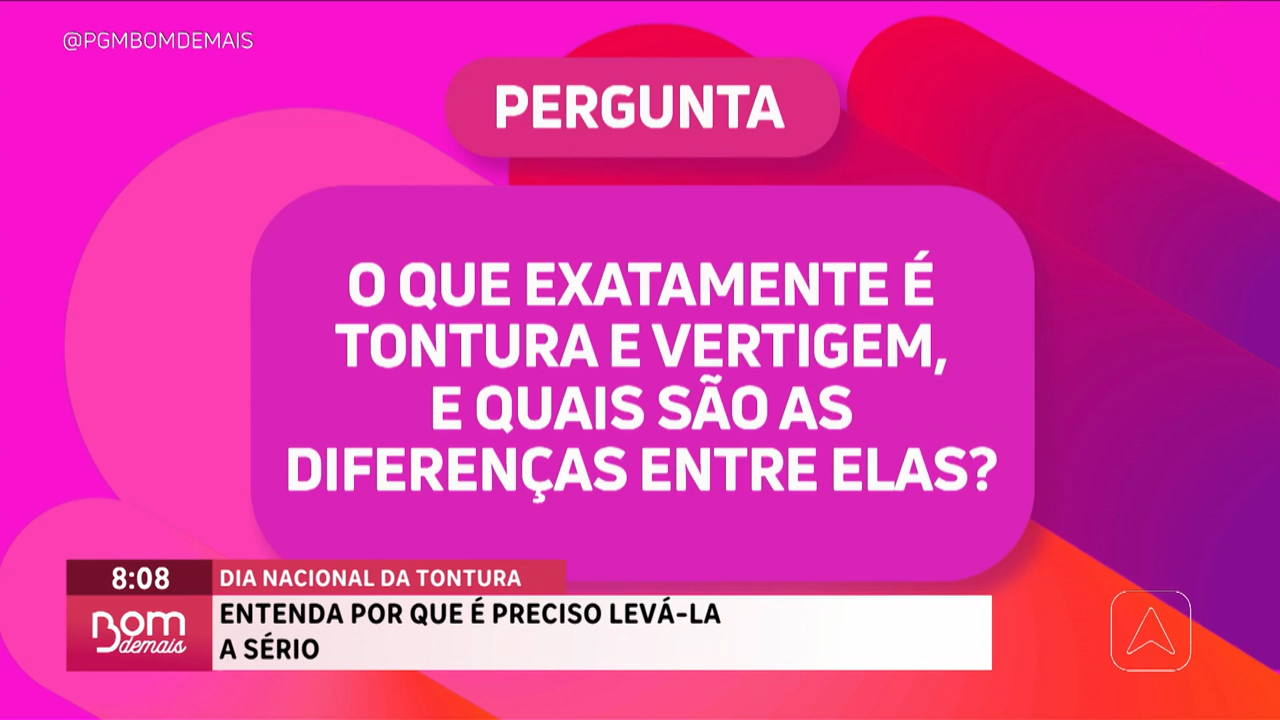 @PGMBOMDEMAIS
PERGUNTA
O QUE EXATAMENTE É
TONTURA E VERTIGEM,
E QUAIS SÃO AS
DIFERENÇAS ENTRE ELAS?
8:08
DIA NACIONAL DA TONTURA
BOM
demais
ENTENDA POR QUE É PRECISO LEVÁ-LA
A SÉRIO